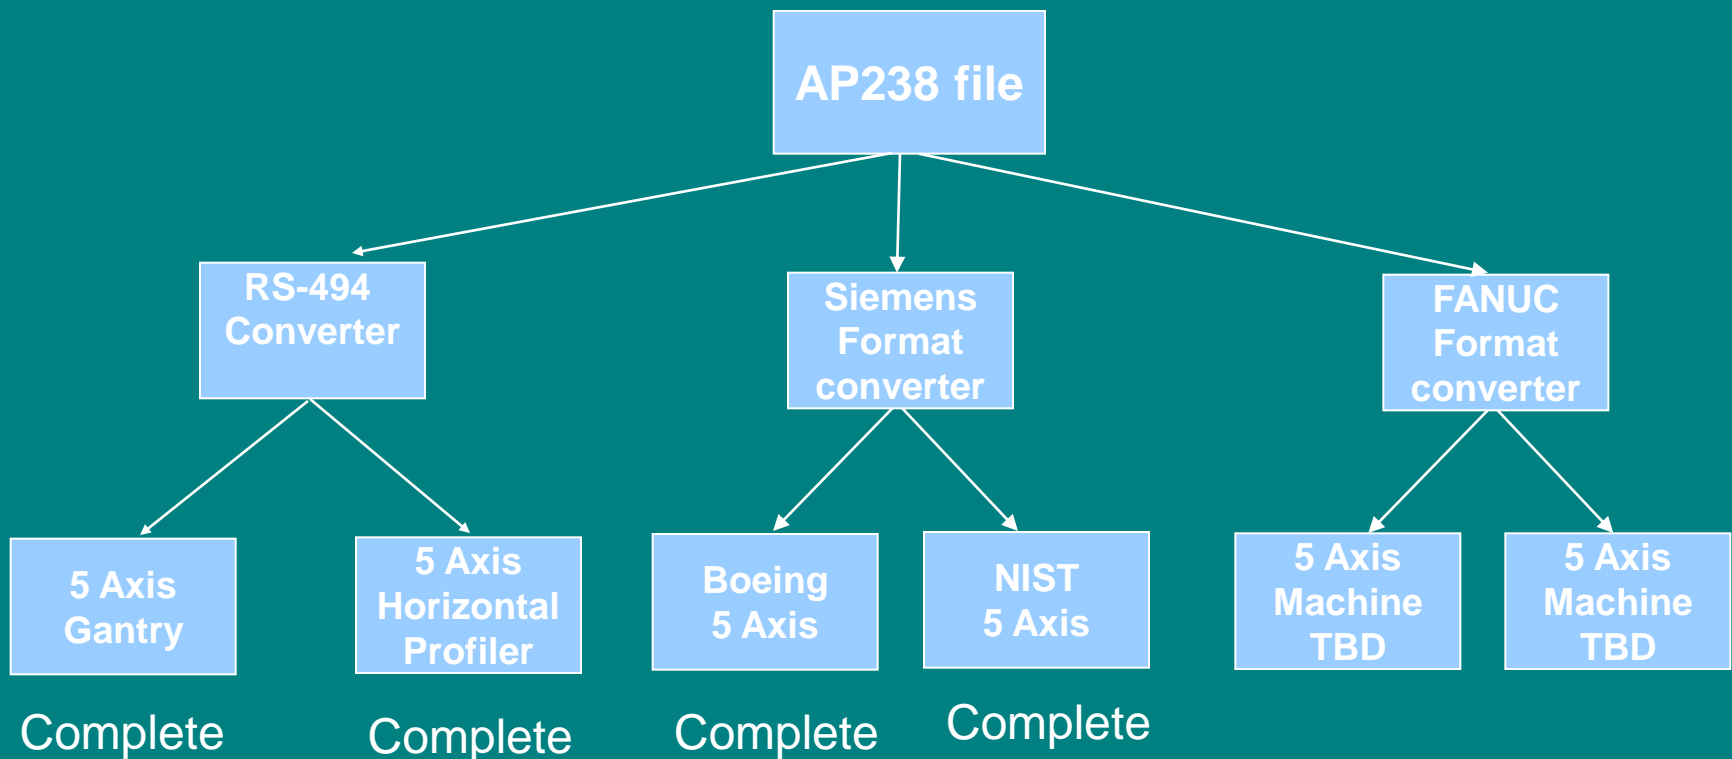 AP238 file
RS-494
Converter
Siemens
Format
converter
FANUC
Format
converter
5 Axis
Gantry
5 Axis
Horizontal
Profiler
Boeing
5 Axis
NIST
5 Axis
5 Axis
Machine
TBD
5 Axis
Machine
TBD
Complete
Complete
Complete
Complete